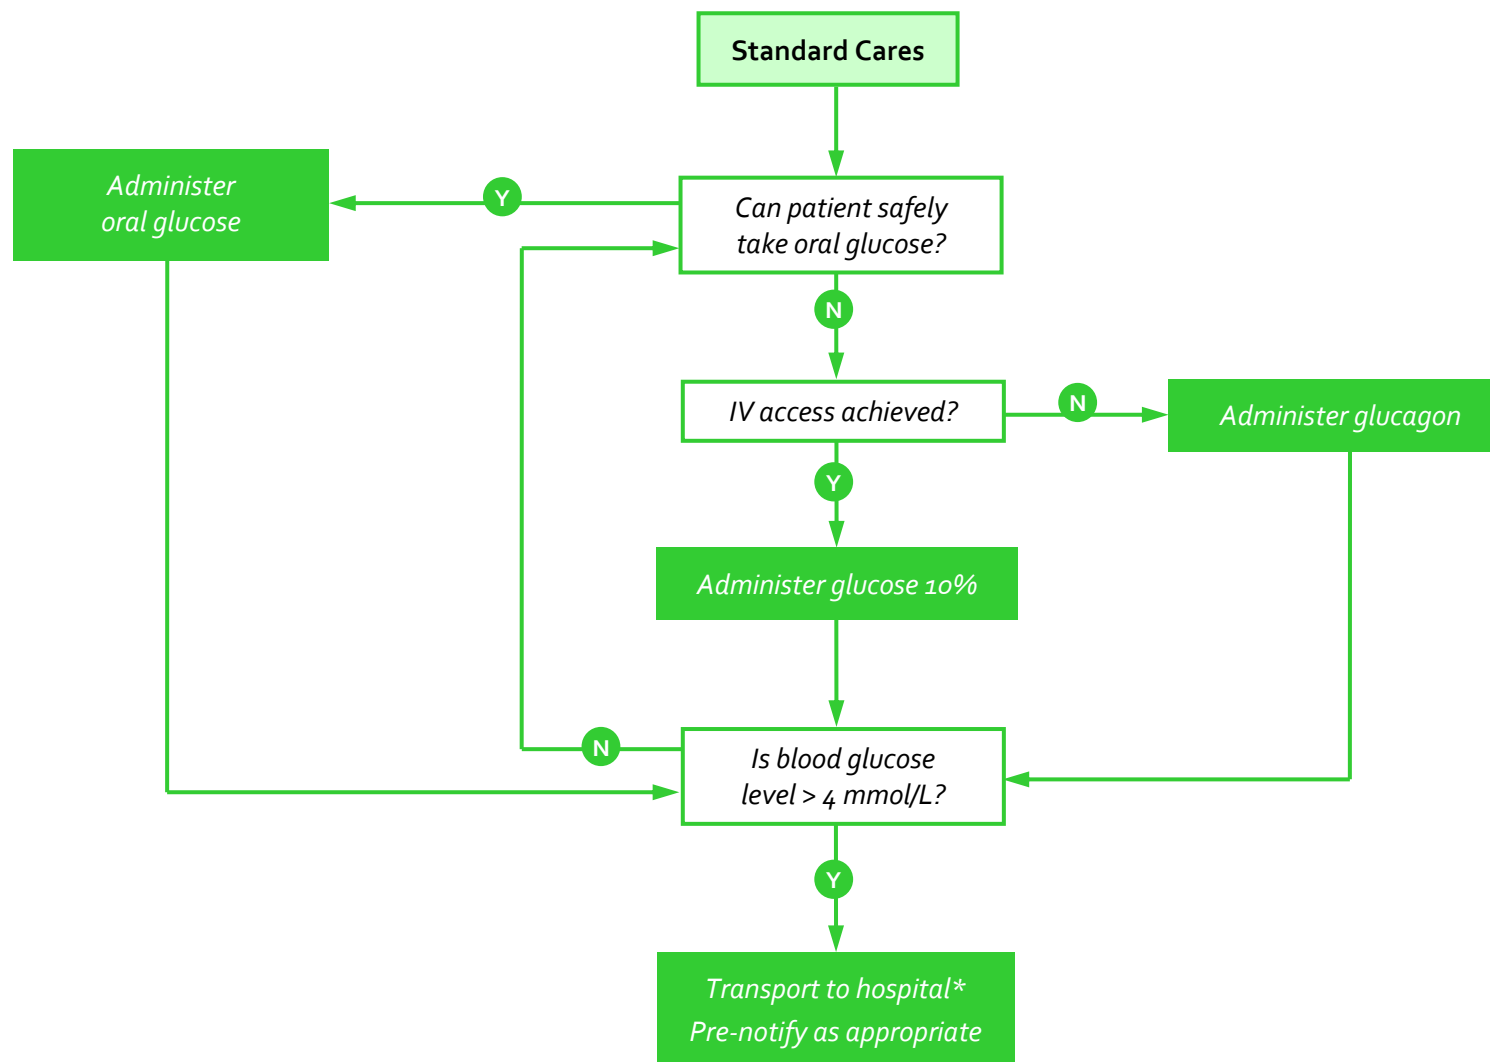 Standard Cares
Administer
oral glucose
Y
Can patient safely
take oral glucose?
N
IV access achieved?
N
Administer glucagon
Y
Administer glucose 10%
N
Is blood glucose
level > 4 mmol/L?
Y
Transport to hospital*
Pre-notify as appropriate